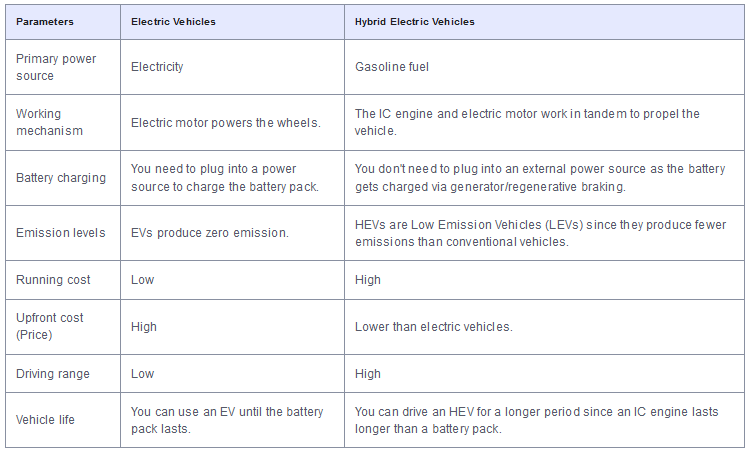 Parameters Electric Vehicles Hybrid Electric Vehicles
Primary power
source
Electricity
Gasoline fuel
Working
mechanism
Electric motor powers the wheels.
The IC engine and electric motor work in tandem to propel the
vehicle.
Battery charging
You need to plug into a power
source to charge the battery pack.
You don't need to plug into an external power source as the battery
gets charged via generator/regenerative braking.
Emission levels
EVs produce zero emission.
HEVs are Low Emission Vehicles (LEVs) since they produce fewer
emissions than conventional vehicles.
Running cost
Low
High
Upfront cost
(Price)
High
Lower than electric vehicles.
Driving range
Low
High
Vehicle life
You can use an EV until the battery
pack lasts.
You can drive an HEV for a longer period since an IC engine lasts
longer than a battery pack.